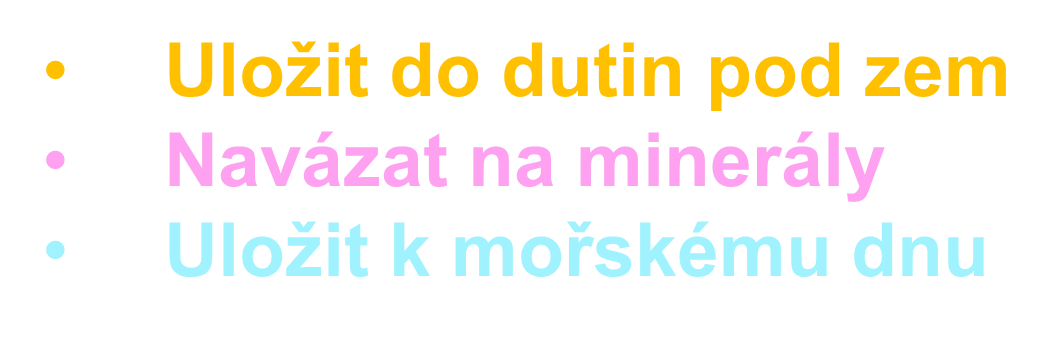 • Uložit do dutin pod zem
• Navázat na minerály
• Uložit k mořskému dnu